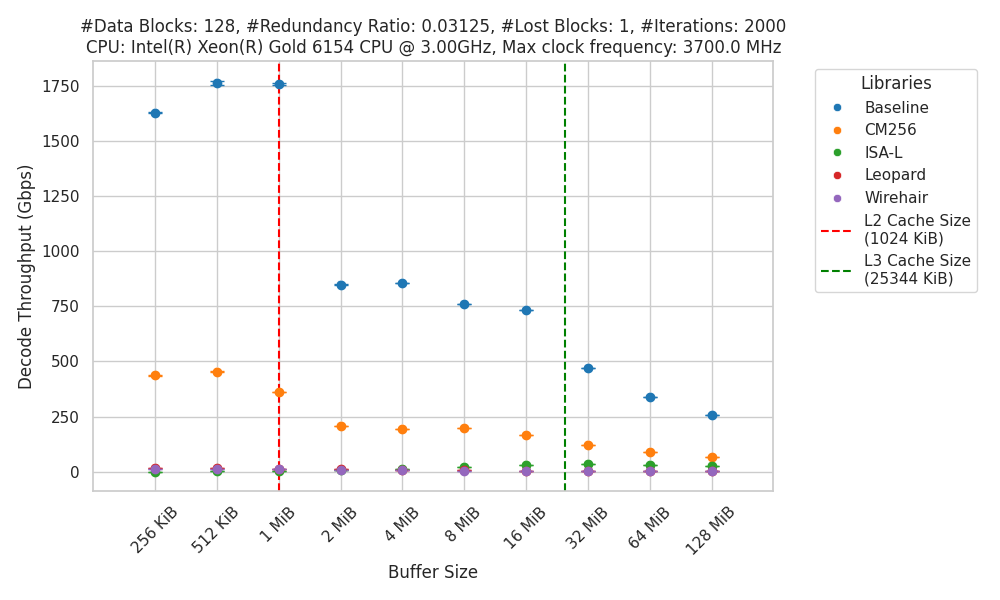 #Data Blocks: 128, #Redundancy Ratio: 0.03125, #Lost Blocks: 1, #Iterations: 2000
CPU: Intel(R) Xeon(R) Gold 6154 CPU @ 3.00GHz, Max clock frequency: 3700.0 MHz
Decode Throughput (Gbps)
1750
1500
1250
1000
750
500
250
0
256 KiB
512 KiB
1 MiB
2 MiB
4 MiB
8 MiB
16 MiB
32 MiB
64 MiB
128 MiB
Buffer Size
Libraries
Baseline
CM256
ISA-L
Leopard
Wirehair
L2 Cache Size
(1024 KiB)
L3 Cache Size
(25344 KiB)